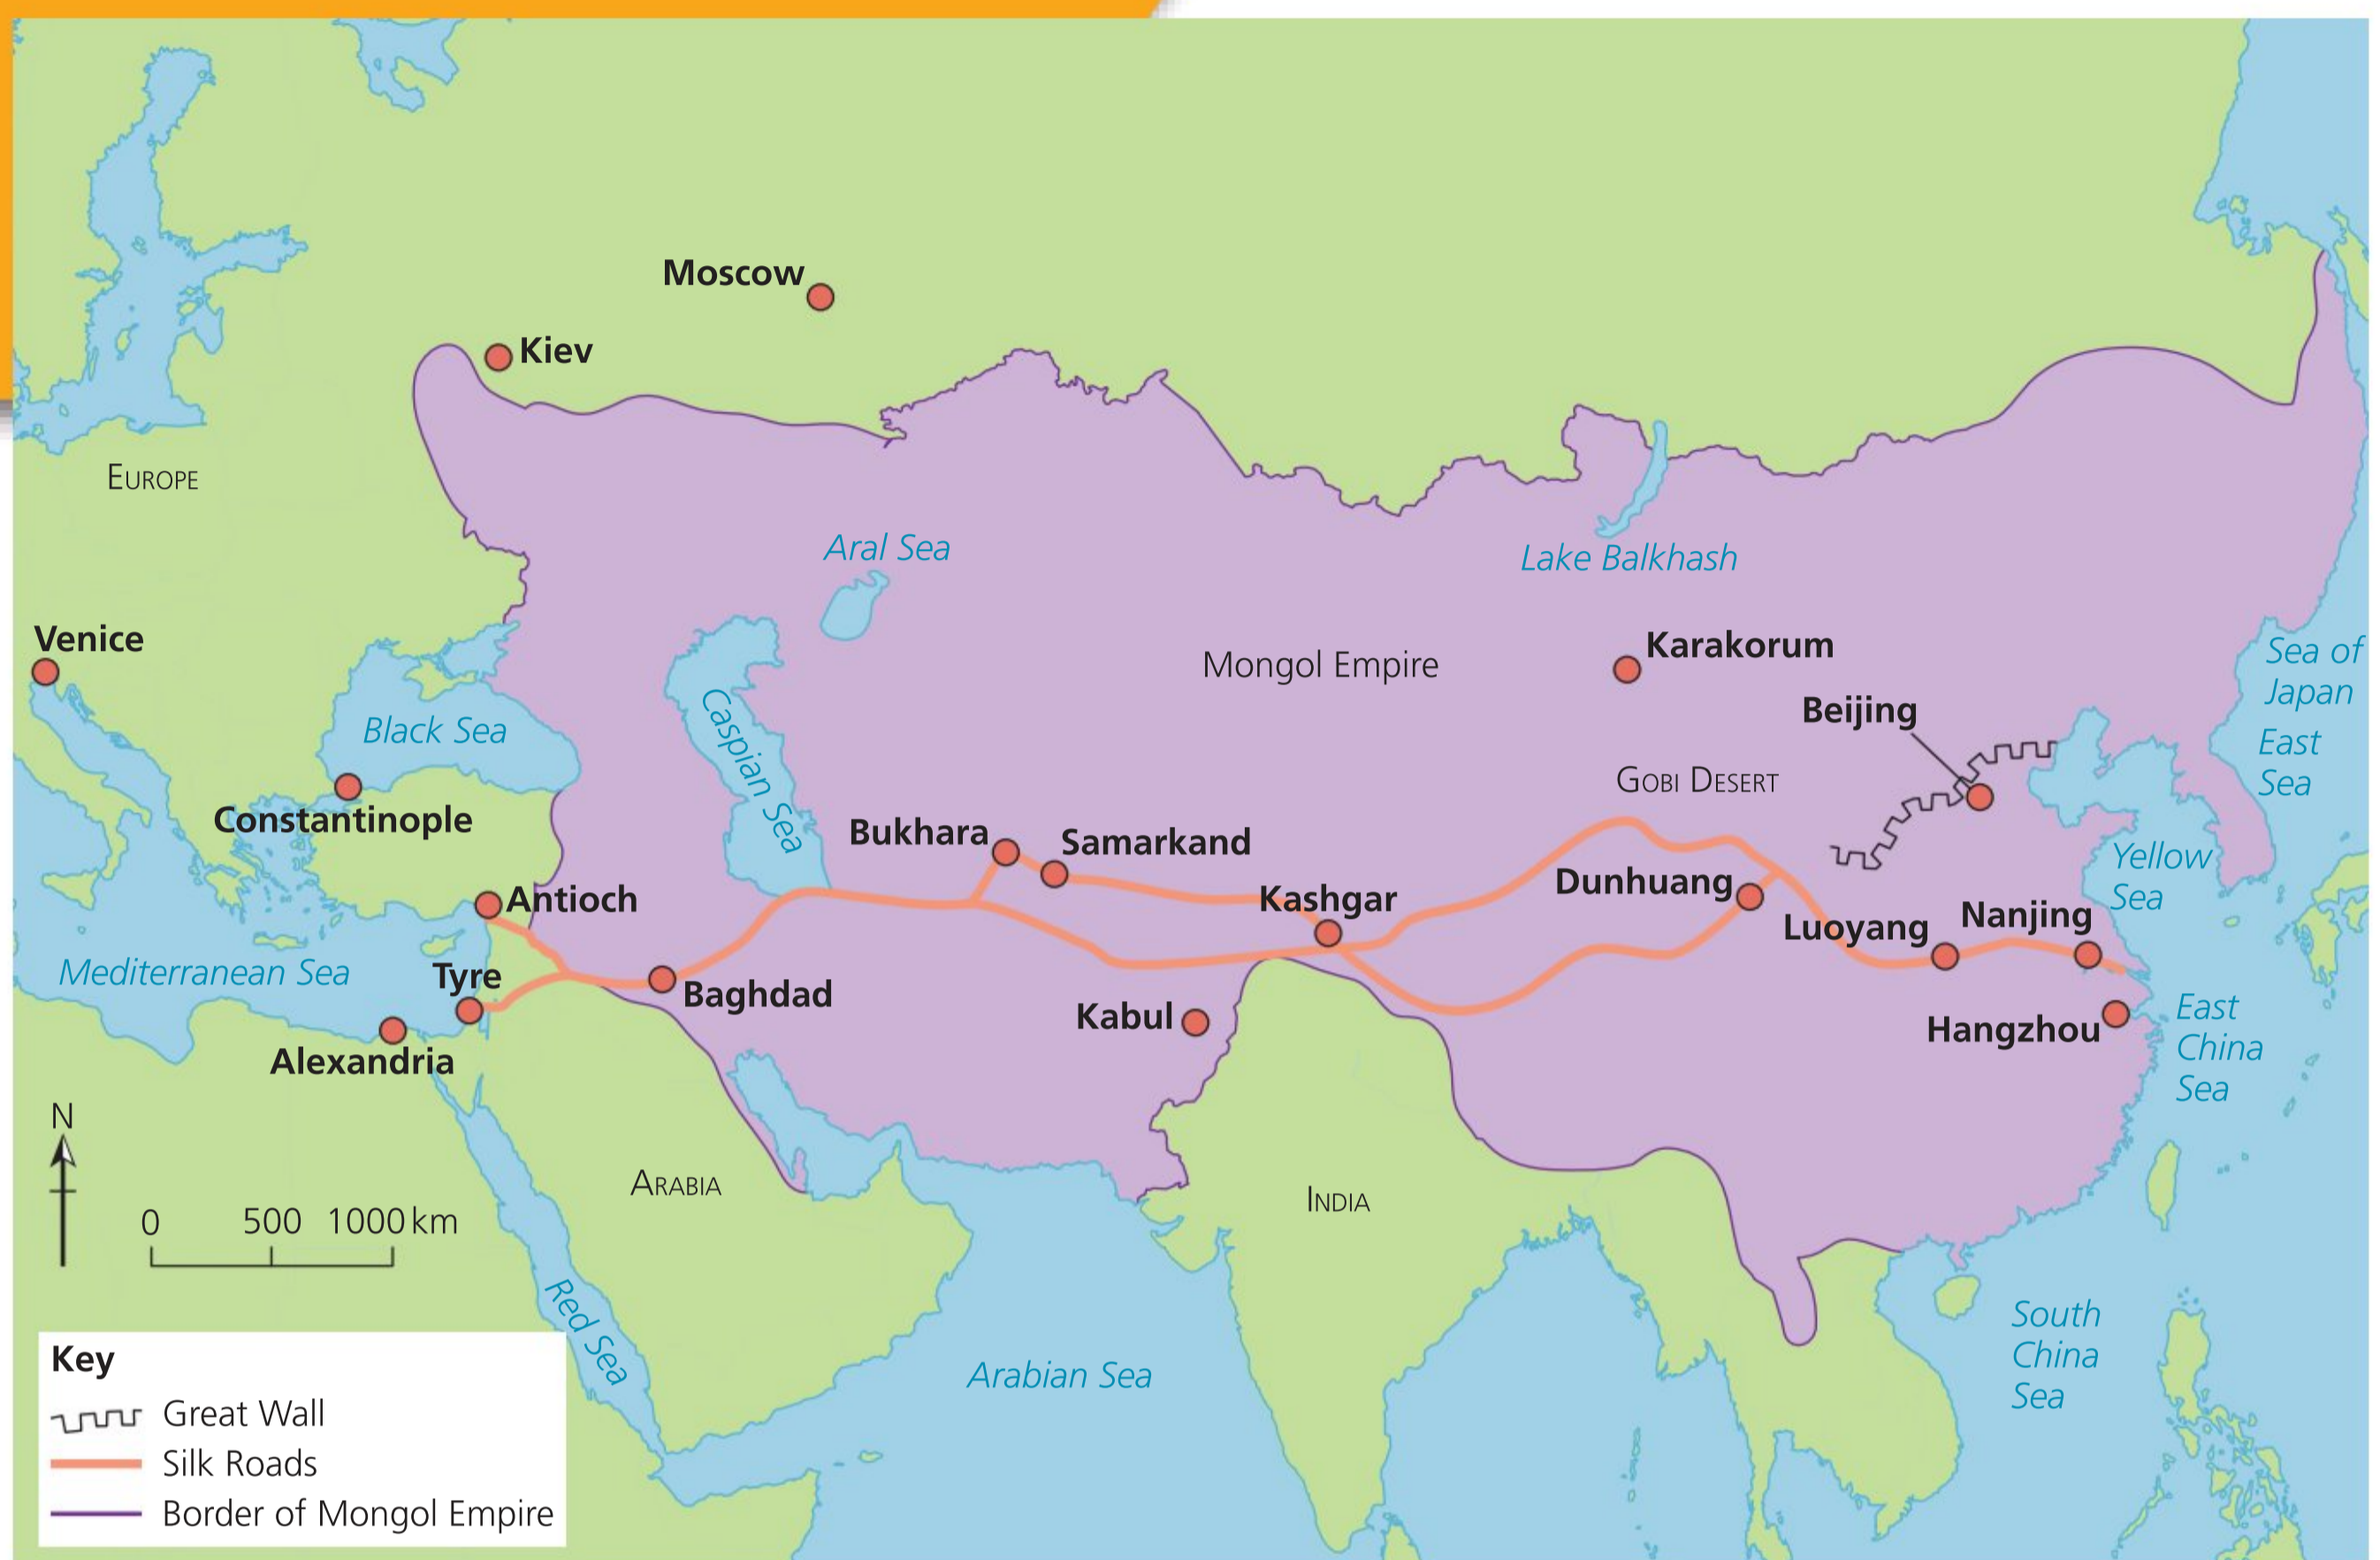 Moscow
Kiev
EUROPE
Aral Sea
Lake Balkhash
Venice
Karakorum
Sea of
Japan
Mongol Empire
Beijing
Black Sea
Caspian Sea
East
Sea
GOBI DESERT
Constantinople
Bukhara
Samarkand
Yellow
Sea
Antioch
Kashgar
Dunhuang
Luoyang
Nanjing
Mediterranean Sea
Tyre
Baghdad
Kabul
Hangzhou
East
China
Sea
Alexandria
N
ARABIA
INDIA
0 500 1000 km
Red Sea
South
China
Sea
Arabian Sea
Key
Great Wall
Silk Roads
Border of Mongol Empire